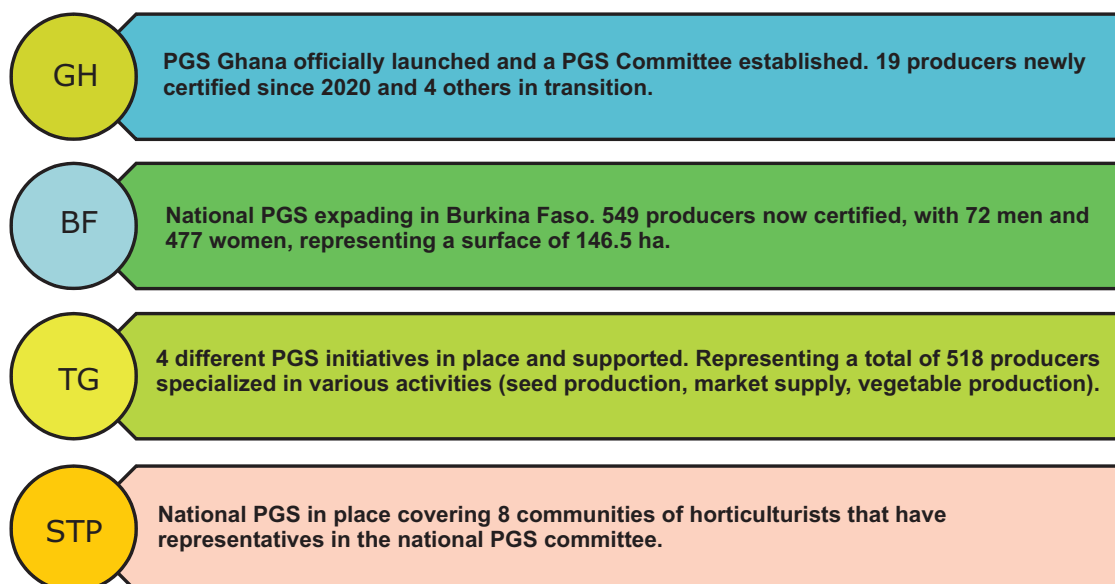 GH
PGS Ghana officially launched and a PGS Committee established. 19 producers newly
certified since 2020 and 4 others in transition.
BF
National PGS expading in Burkina Faso. 549 producers now certified, with 72 men and
477 women, representing a surface of 146.5 ha.
TG
4 different PGS initiatives in place and supported. Representing a total of 518 producers
specialized in various activities (seed production, market supply, vegetable production).
STP
National PGS in place covering 8 communities of horticulturists that have
representatives in the national PGS committee.